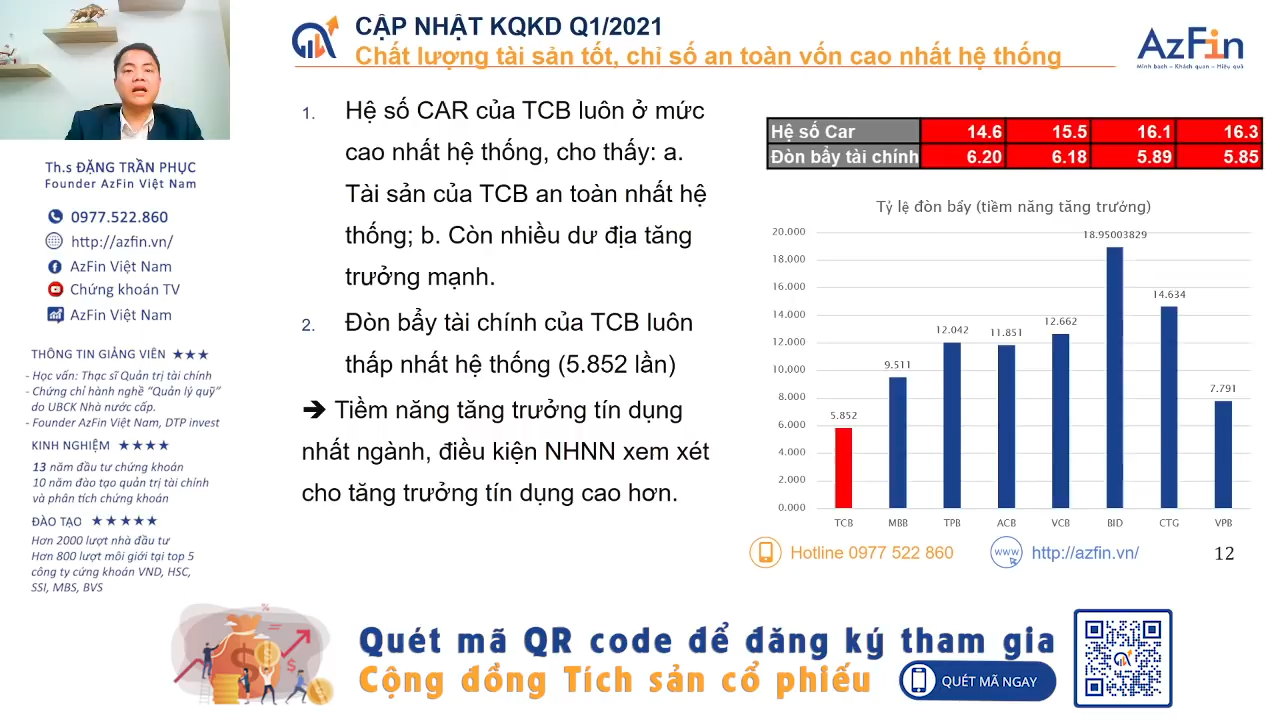 CẬP NHẬT KQKD Q1/2021
Chất lượng tài sản tốt, chỉ số an toàn vốn cao nhất hệ thống
AzFin
Minh bạch – Khách quan – Hiệu quả
Th.s ĐẶNG TRẦN PHỤC
Founder AzFin Việt Nam
0977.522.860
http://azfin.vn/
AzFin Việt Nam
Chứng khoán TV
AzFin Việt Nam
THÔNG TIN GIẢNG VIÊN ★★★
- Học vấn: Thạc sĩ Quản trị tài chính
- Chứng chỉ hành nghề "Quản lý quỹ"
do UBCK Nhà nước cấp.
- Founder AzFin Việt Nam, DTP invest
KINH NGHIỆM ★★★★
13 năm đầu tư chứng khoán
10 năm đào tạo quản trị tài chính
và phân tích chứng khoán
ĐÀO TẠO ★★★★★
Hơn 2000 lượt nhà đầu tư
Hơn 800 lượt môi giới tại top 5
công ty cứng khoán VND, HSC,
SSI, MBS, BVS
1. Hệ số CAR của TCB luôn ở mức
cao nhất hệ thống, cho thấy: a.
Tài sản của TCB an toàn nhất hệ
thống; b. Còn nhiều dư địa tăng
trưởng mạnh.
2. Đòn bẩy tài chính của TCB luôn
thấp nhất hệ thống (5.852 lần)
➔ Tiềm năng tăng trưởng tín dụng
nhất ngành, điều kiện NHNN xem xét
cho tăng trưởng tín dụng cao hơn.
Hệ số Car 14.6 15.5 16.1 16.3
Đòn bẩy tài chính 6.20 6.18 5.89 5.85
Tỷ lệ đòn bẩy (tiềm năng tăng trưởng)
20.000
18.000
16.000
14.000
12.000
10.000
8.000
6.000
4.000
2.000
0.000
5.852 9.511 12.042 11.851 12.662 18.95003829 14.634 7.791
TCB MBB TPB ACB VCB BID CTG VPB
Hotline 0977 522 860 www http://azfin.vn/ 12
Quét mã QR code để đăng ký tham gia
Cộng đồng Tích sản cổ phiếu
QUÉT MÃ NGAY